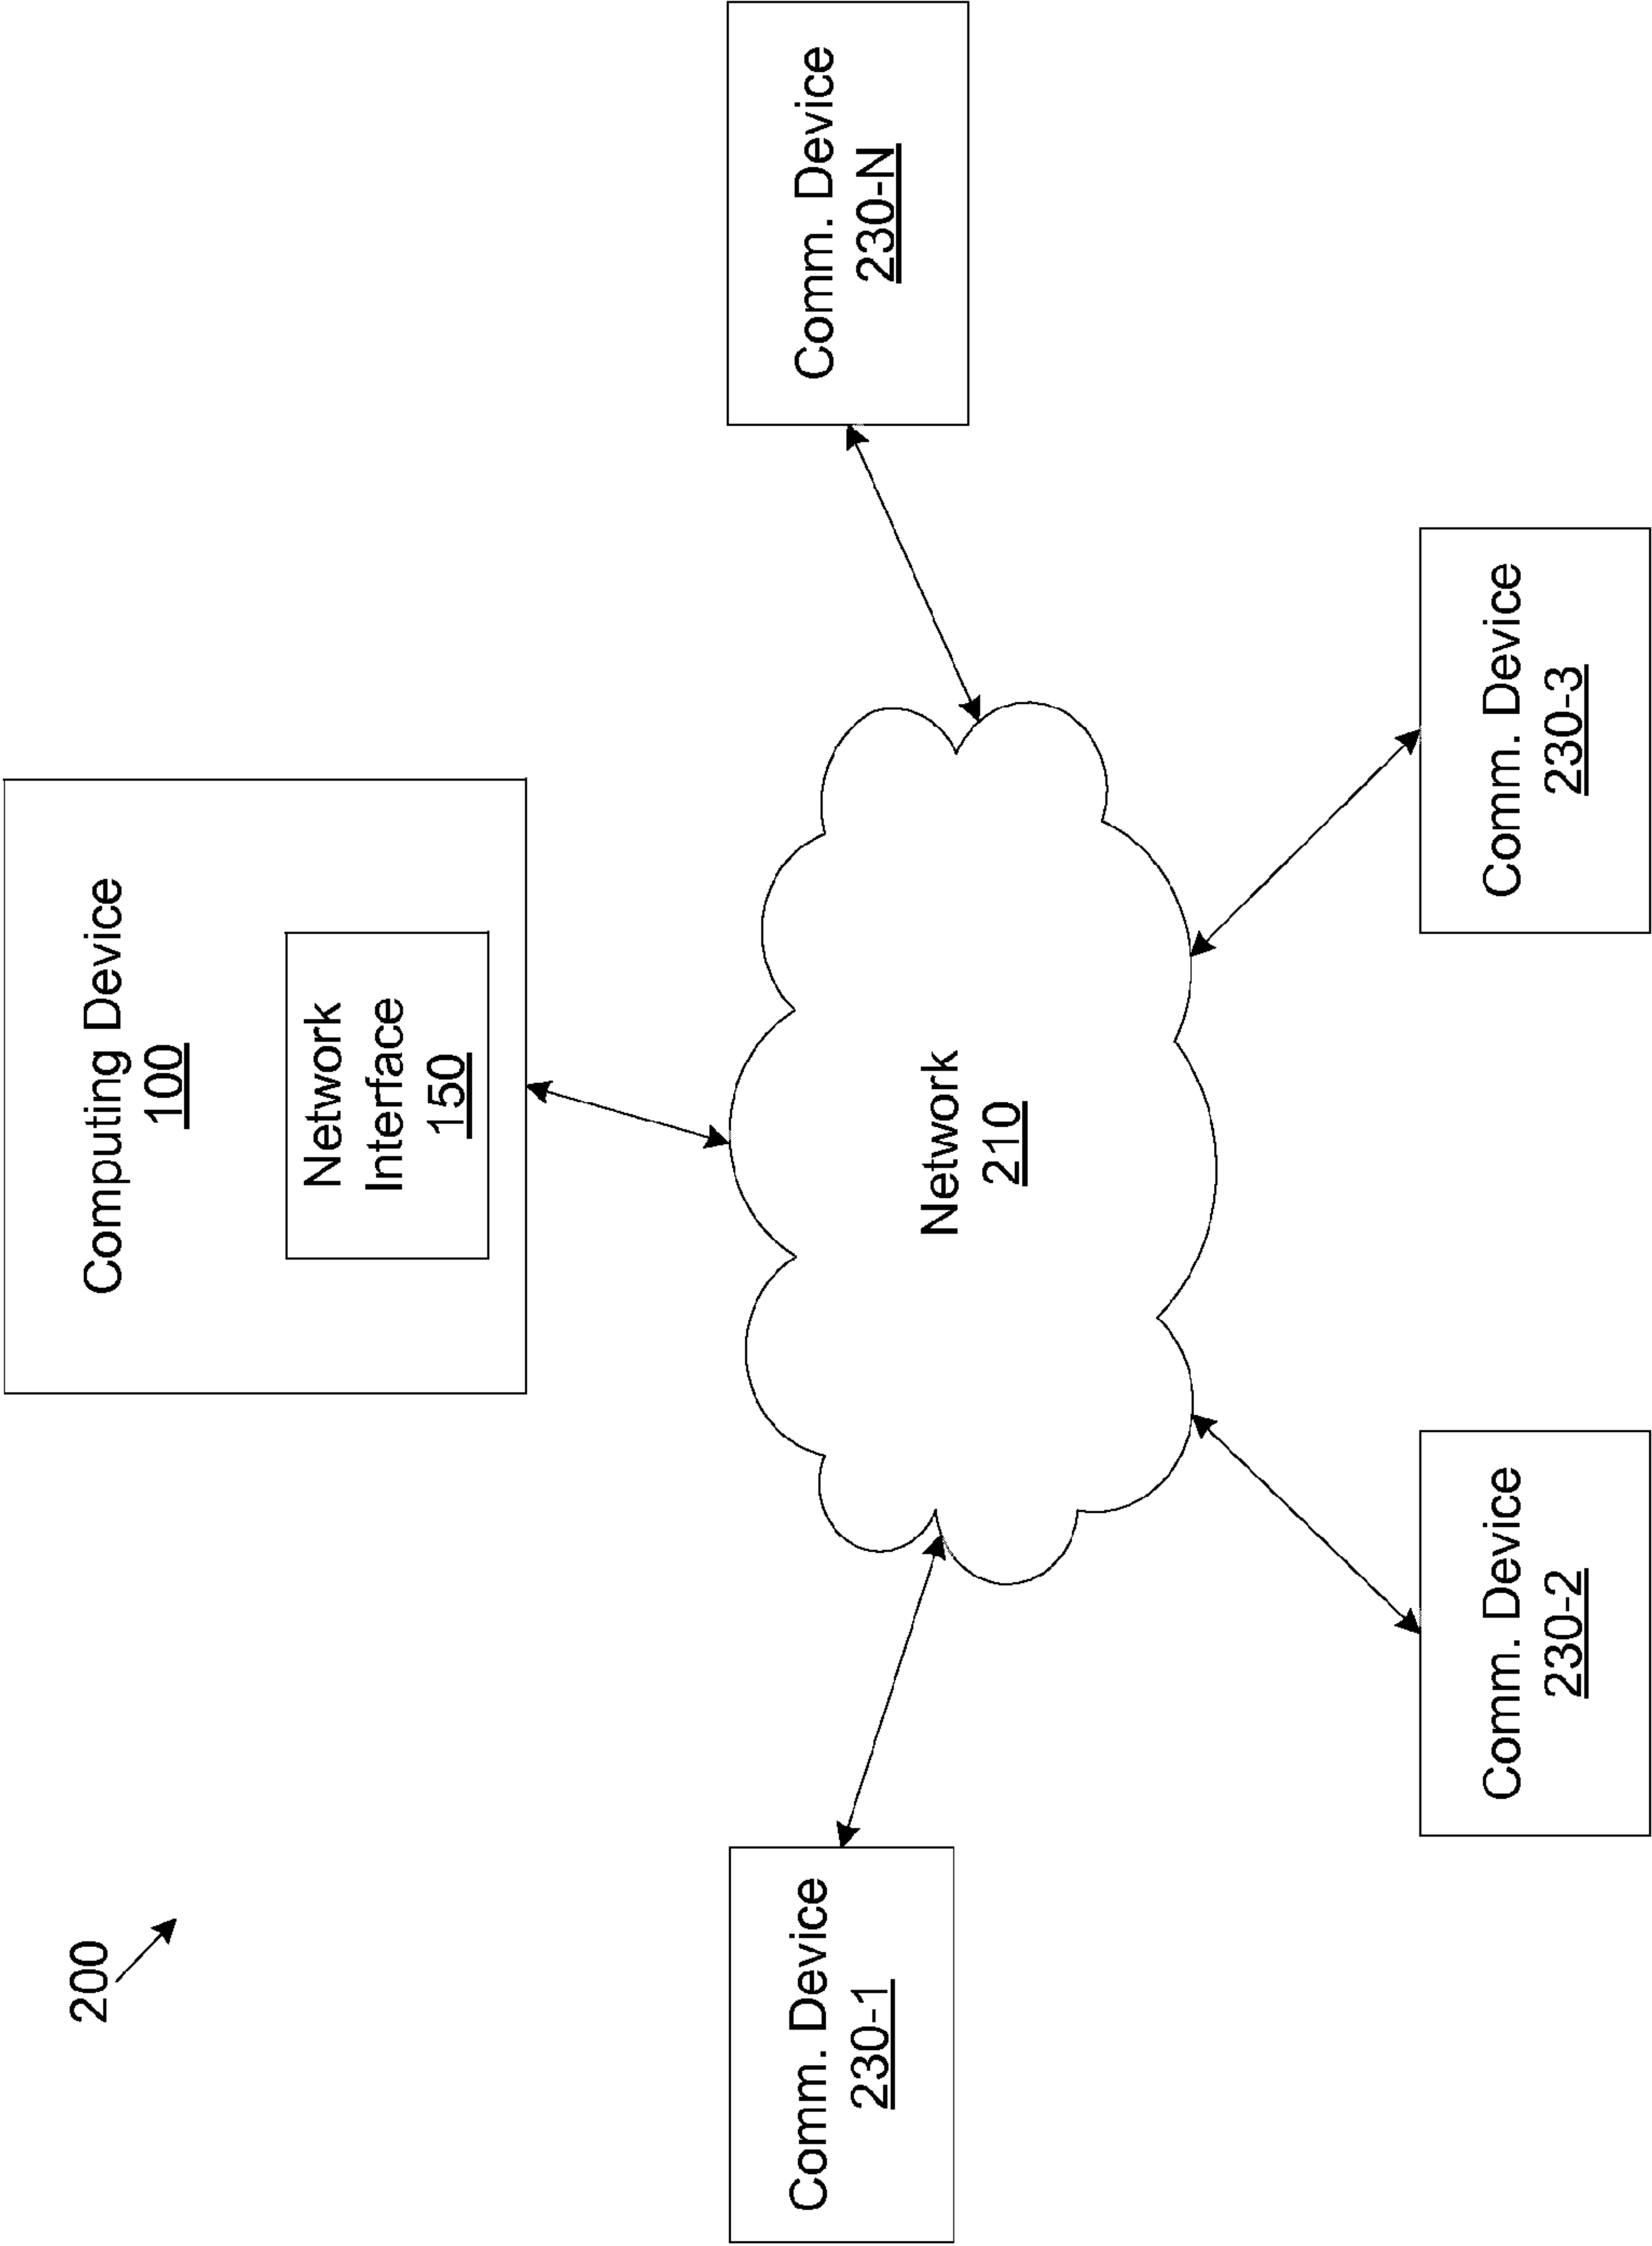 200
Computing Device
100
Network
Interface
150
Comm. Device
230-1
Network
210
Comm. Device
230-N
Comm. Device
230-2
Comm. Device
230-3